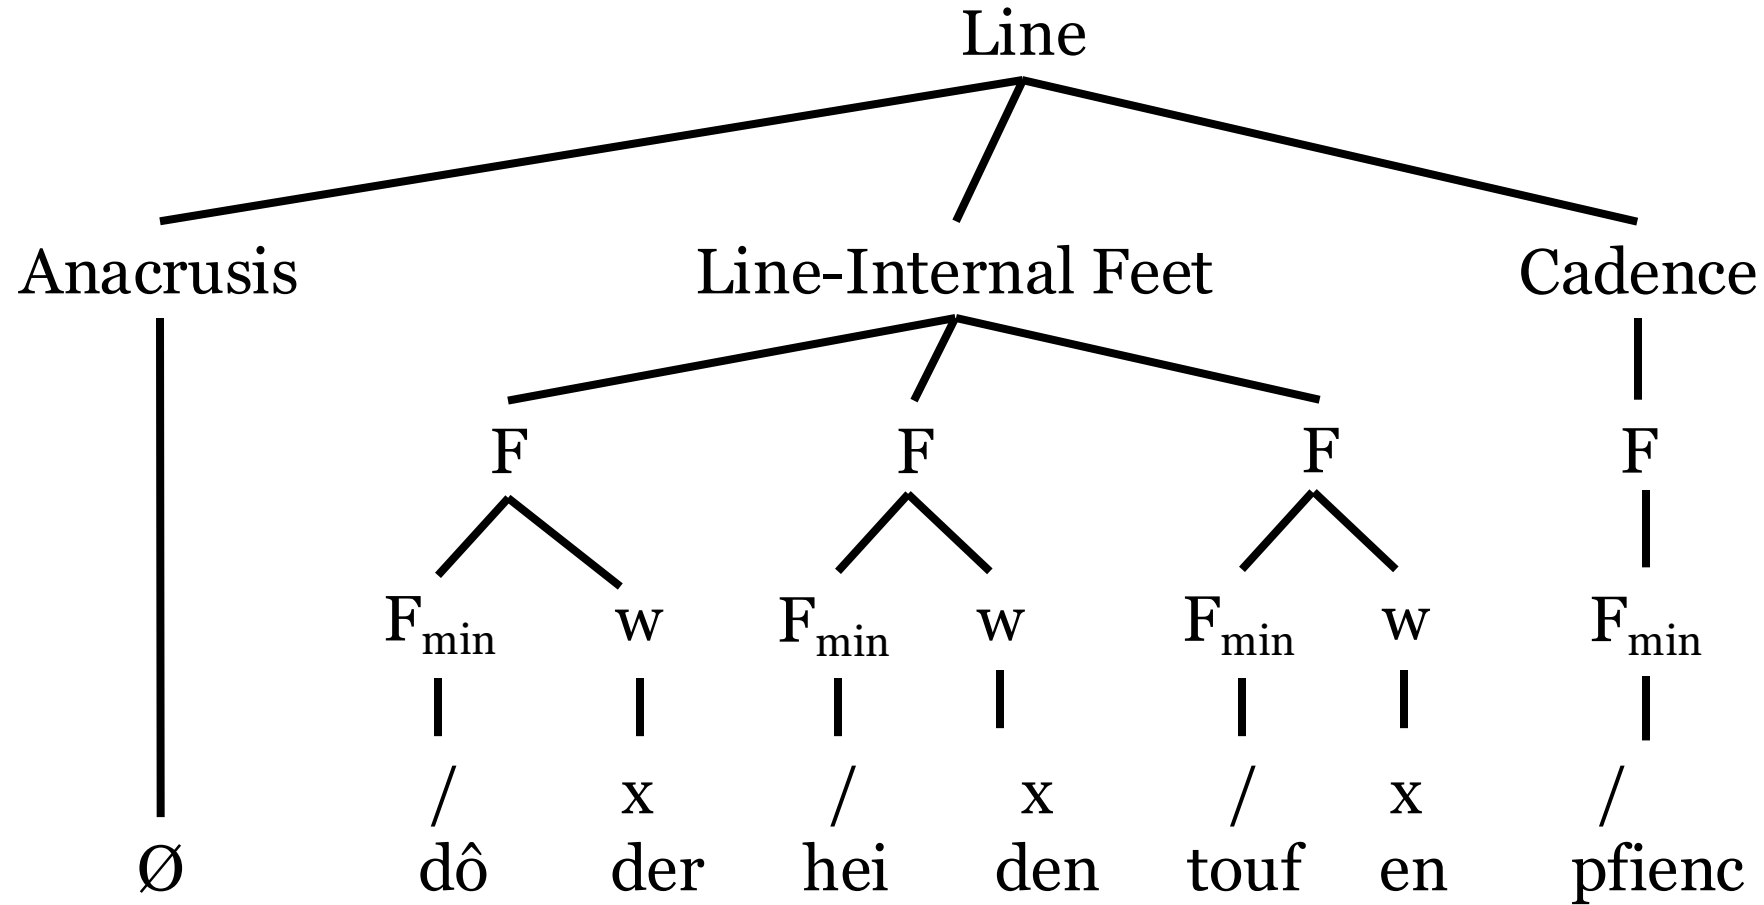 Line
Anacrusis Line-Internal Feet Cadence
F F F F
Fmin w Fmin w Fmin w Fmin
/ x / x / x /
Ø dô der hei den touf en pfienc